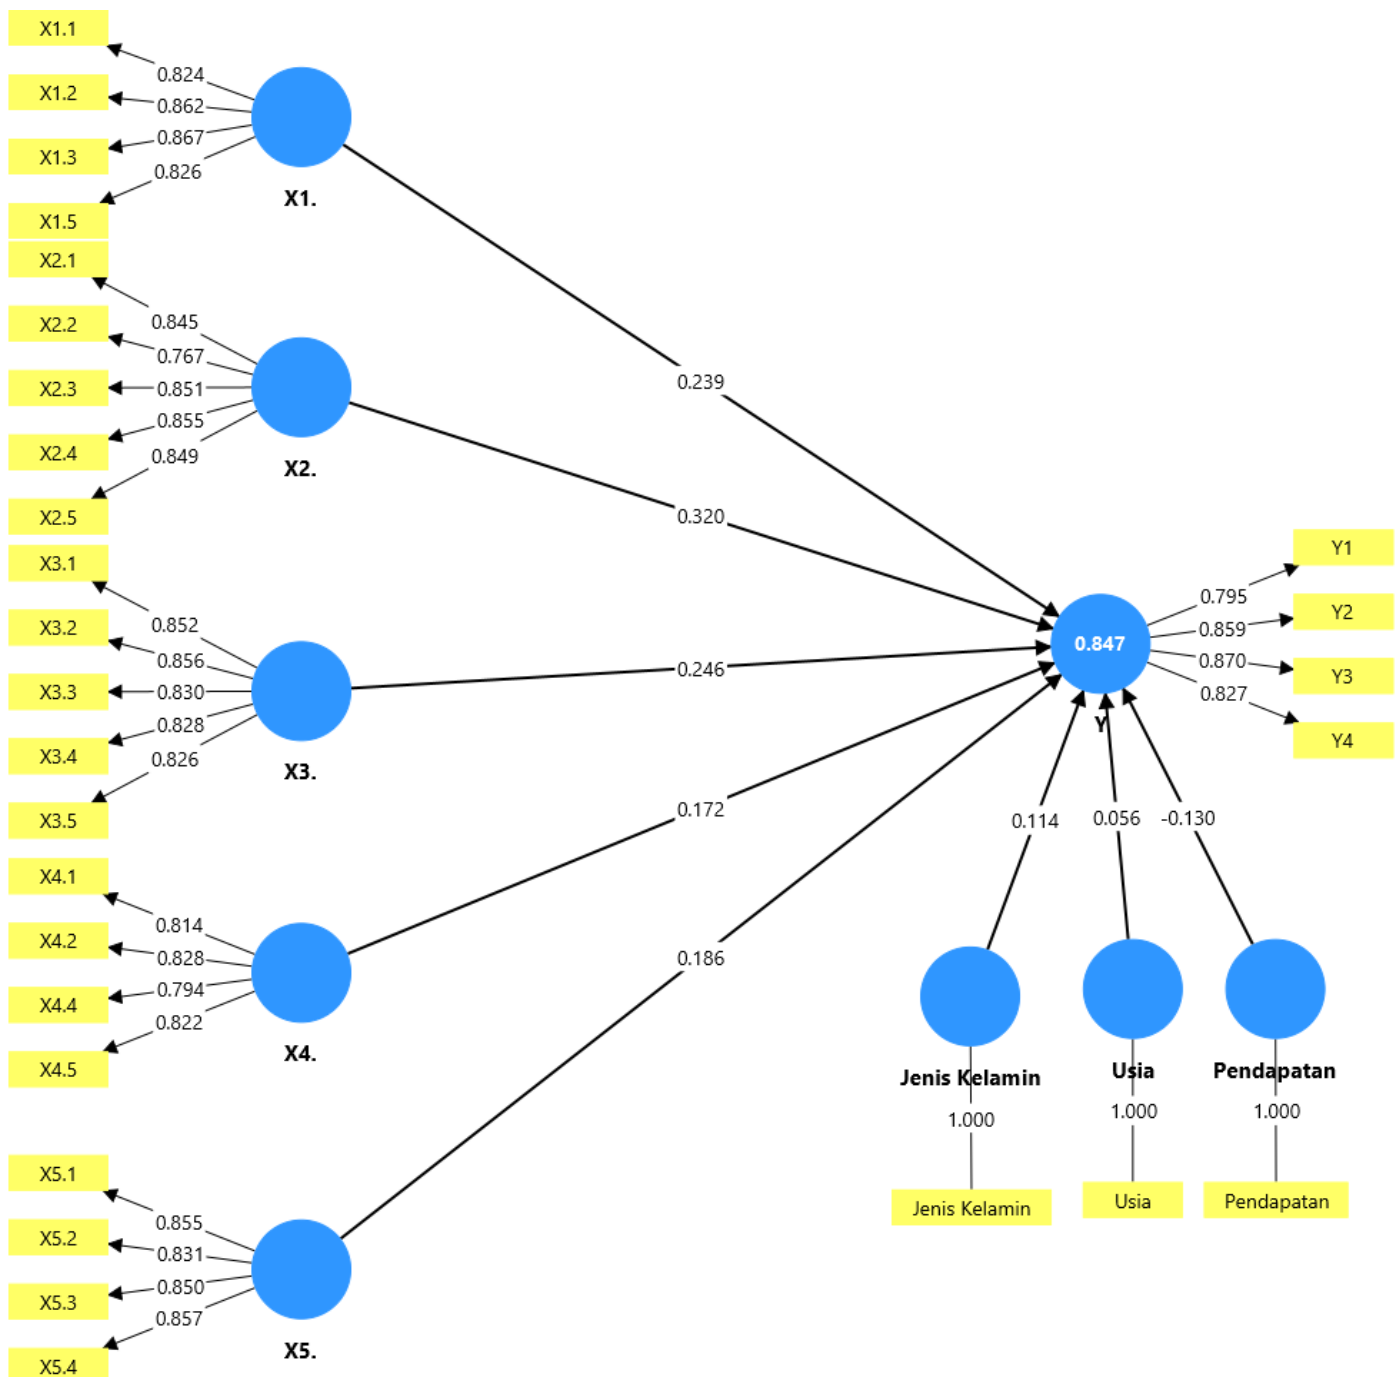 X1.1
0.824
X1.2
0.862
X1.3
0.867
0.826
X1.5
X1.
X2.1
0.845
X2.2
0.767
X2.3
0.851
0.855
X2.4
0.849
X2.5
X2.
X3.1
0.852
X3.2
0.856
X3.3
0.830
0.828
X3.4
0.826
X3.5
X3.
X4.1
0.814
X4.2
0.828
0.794
X4.4
0.822
X4.5
X4.
X5.1
0.855
X5.2
0.831
0.850
X5.3
0.857
X5.4
X5.
0.239
0.320
0.246
0.172
0.186
0.847
Y
Y1
0.795
Y2
0.859
0.870
Y3
0.827
Y4
0.114
0.056
-0.130
Jenis Kelamin
Usia
Pendapatan
1.000
1.000
1.000
Jenis Kelamin
Usia
Pendapatan